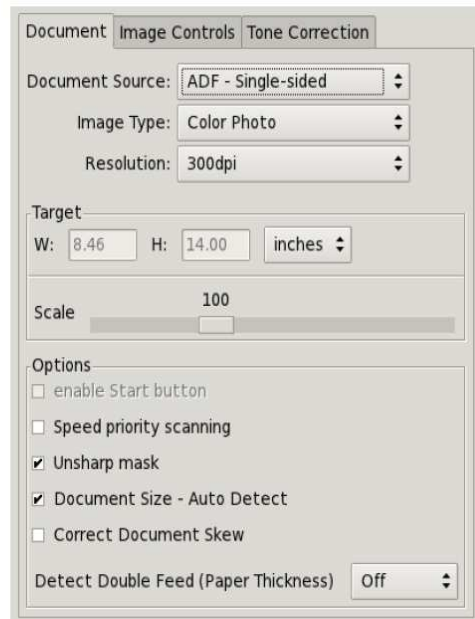 Document Image Controls Tone Correction
Document Source: ADF - Single-sided
Image Type: Color Photo
Resolution: 300dpi
Target
W: 8.46 H: 14.00 inches
100
Scale
Options
enable Start button
Speed priority scanning
Unsharp mask
Document Size - Auto Detect
Correct Document Skew
Detect Double Feed (Paper Thickness) Off